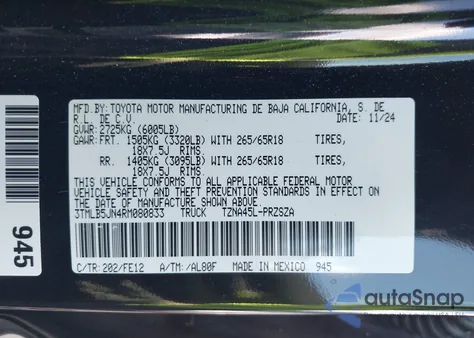 MFD.BY:TOYOTA MOTOR MANUFACTURING DE BAJA CALIFORNIA, S. DE
R.L. DE C.V. DATE: 11/24
GVWR:2725KG (6005LB)
GAWR:FRT. 1505KG (3320LB) WITH 265/65R18 TIRES,
18X7.5J RIMS.
RR. 1405KG (3095LB) WITH 265/65R18 TIRES,
18X7.5J RIMS.
THIS VEHICLE CONFORMS TO ALL APPLICABLE FEDERAL MOTOR
VEHICLE SAFETY AND THEFT PREVENTION STANDARDS IN EFFECT ON
THE DATE OF MANUFACTURE SHOWN ABOVE.
3TMLB5JN4RM080833 TRUCK TZNA45L-PRZSZA
C/TR:202/FE12 A/TM:/AL80F MADE IN MEXICO 945
945
autoSnap